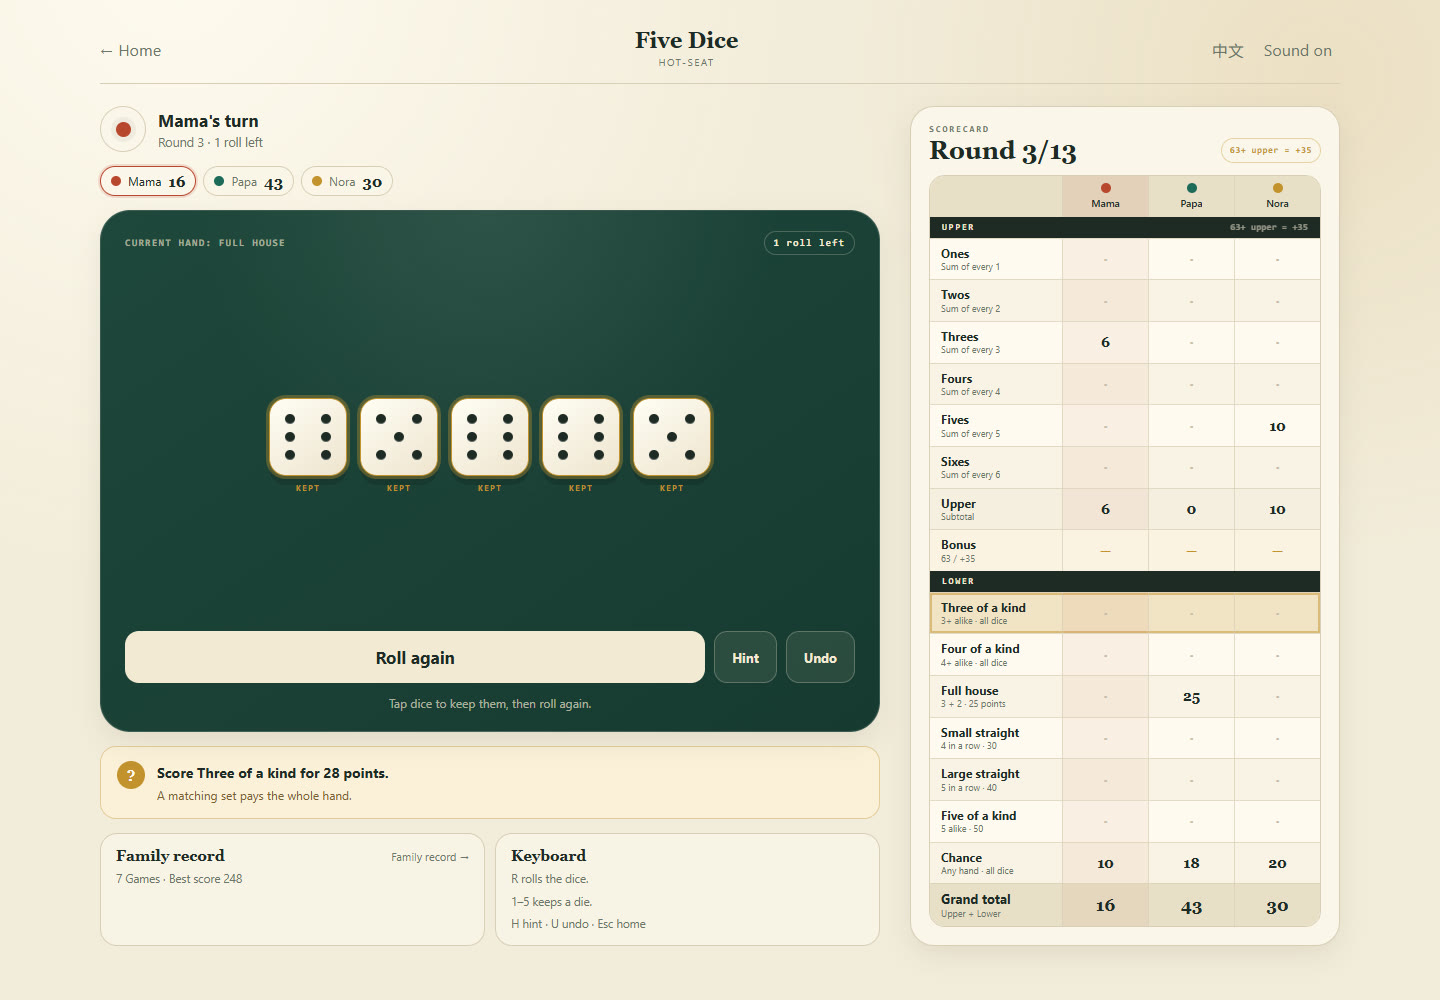 ← Home
Five Dice
HOT-SEAT
中文
Sound on
Mama's turn
Round 3 · 1 roll left
Mama 16
Papa 43
Nora 30
CURRENT HAND: FULL HOUSE
1 roll left
KEPT
KEPT
KEPT
KEPT
KEPT
Roll again
Hint
Undo
Tap dice to keep them, then roll again.
?
Score Three of a kind for 28 points.
A matching set pays the whole hand.
Family record
Family record →
7 Games · Best score 248
Keyboard
R rolls the dice.
1–5 keeps a die.
H hint · U undo · Esc home
SCORECARD
Round 3/13
63+ upper = +35
Mama Papa Nora
UPPER 63+ upper = +35
Ones - - -
Sum of every 1
Twos - - -
Sum of every 2
Threes 6 - -
Sum of every 3
Fours - - -
Sum of every 4
Fives - - 10
Sum of every 5
Sixes - - -
Sum of every 6
Upper 6 0 10
Subtotal
Bonus — — —
63 / +35
LOWER
Three of a kind - - -
3+ alike · all dice
Four of a kind - - -
4+ alike · all dice
Full house - 25 -
3 + 2 · 25 points
Small straight - - -
4 in a row · 30
Large straight - - -
5 in a row · 40
Five of a kind - - -
5 alike · 50
Chance 10 18 20
Any hand · all dice
Grand total 16 43 30
Upper + Lower